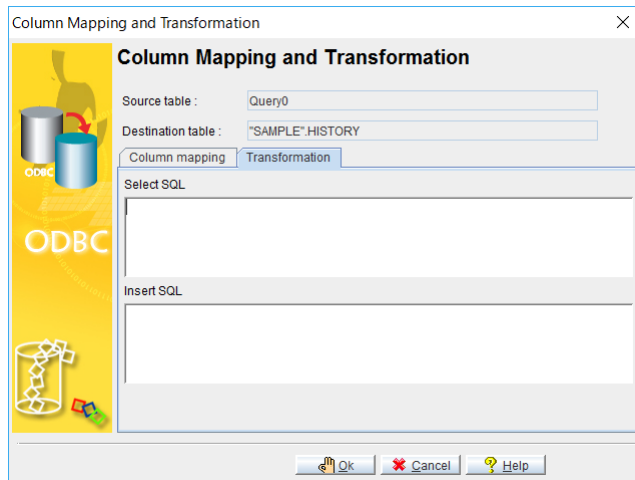 Column Mapping and Transformation
Column Mapping and Transformation
Source table : Query0
Destination table : "SAMPLE".HISTORY
Column mapping Transformation
Select SQL
ODBC
ODBC
Insert SQL
Ok Cancel Help